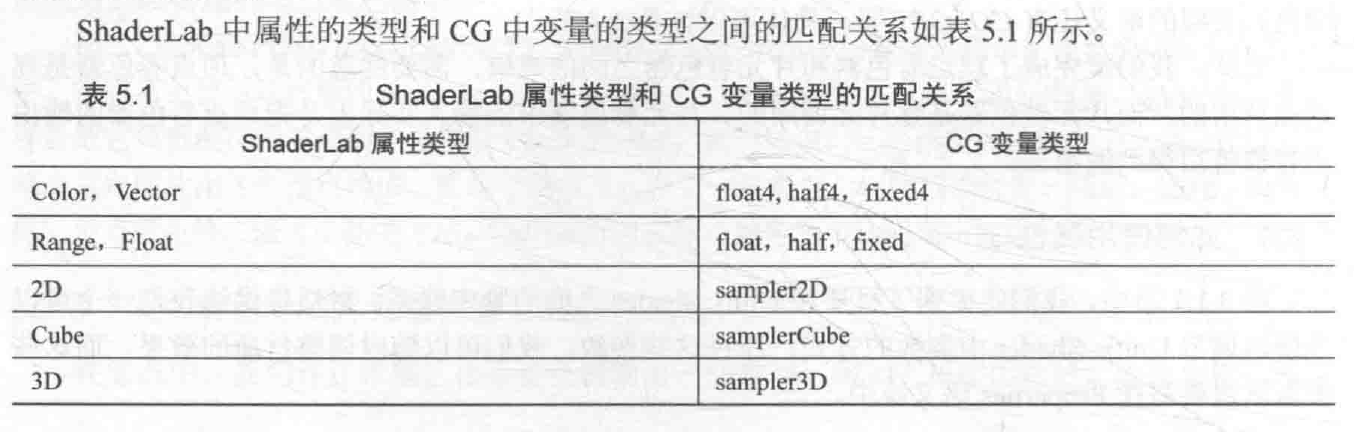 ShaderLab 中属性的类型和 CG 中变量的类型之间的匹配关系如表 5.1 所示。
表 5.1 ShaderLab 属性类型和 CG 变量类型的匹配关系
ShaderLab 属性类型 CG 变量类型
Color，Vector float4, half4，fixed4
Range，Float float，half，fixed
2D sampler2D
Cube samplerCube
3D sampler3D